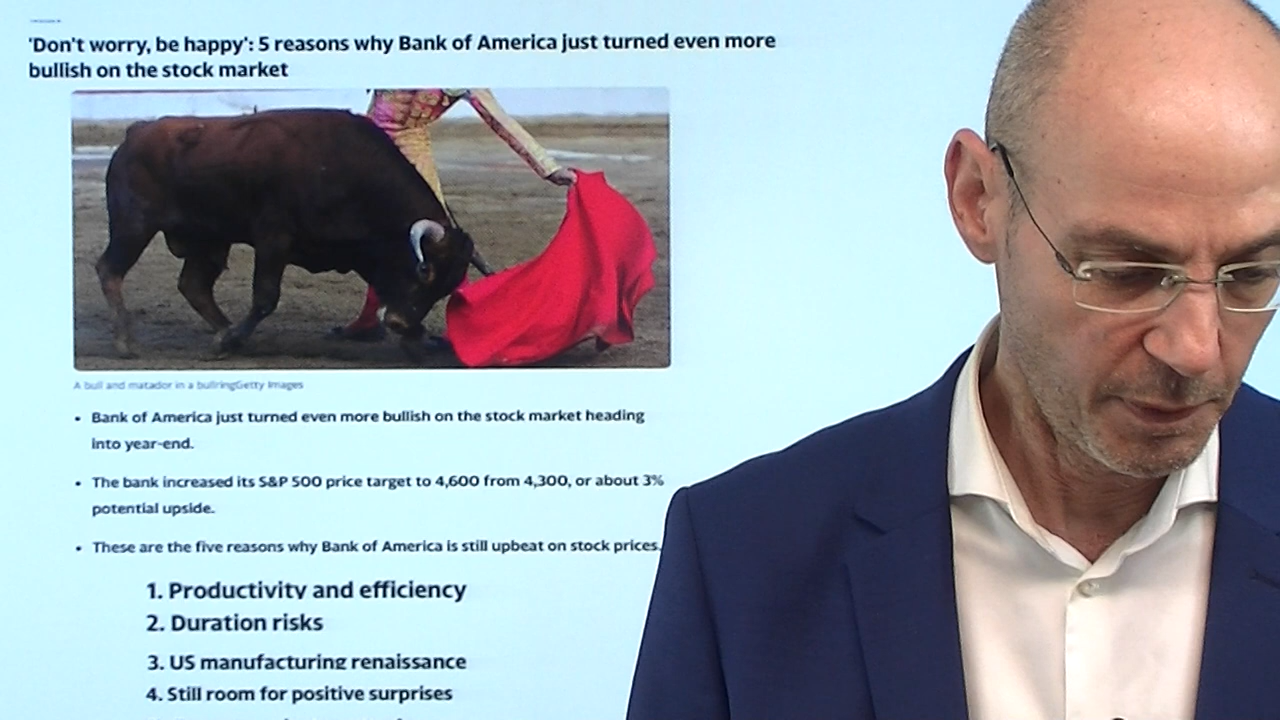 'Don't worry, be happy': 5 reasons why Bank of America just turned even more
bullish on the stock market
A bull and matador in a bullringGetty Images
• Bank of America just turned even more bullish on the stock market heading
into year-end.
• The bank increased its S&P 500 price target to 4,600 from 4,300, or about 3%
potential upside.
• These are the five reasons why Bank of America is still upbeat on stock prices.
1. Productivity and efficiency
2. Duration risks
3. US manufacturing renaissance
4. Still room for positive surprises